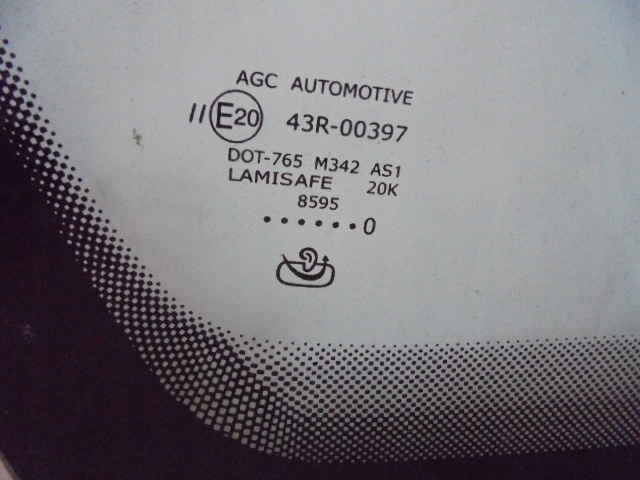 AGC AUTOMOTIVE
II E20 43R-00397
DOT-765 M342 AS1
LAMISAFE 20K
8595
......0